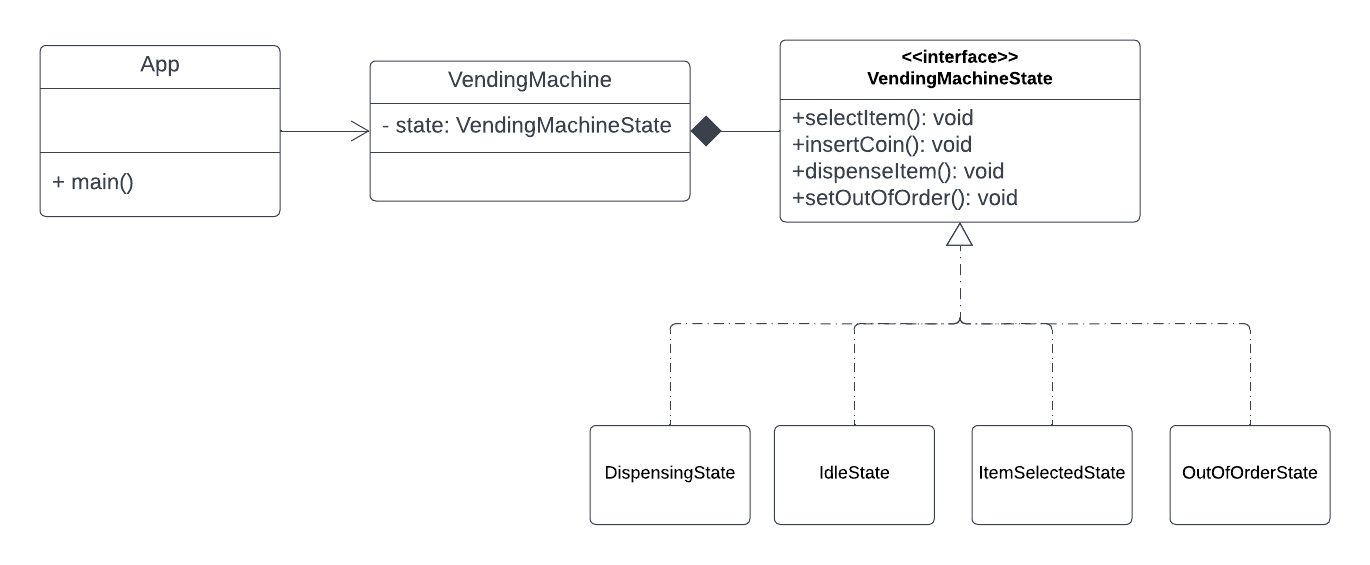 App
+ main()
VendingMachine
- state: VendingMachineState
<<interface>>
VendingMachineState
+selectItem(): void
+insertCoin(): void
+dispenseItem(): void
+setOutOfOrder(): void
DispensingState
IdleState
ItemSelectedState
OutOfOrderState